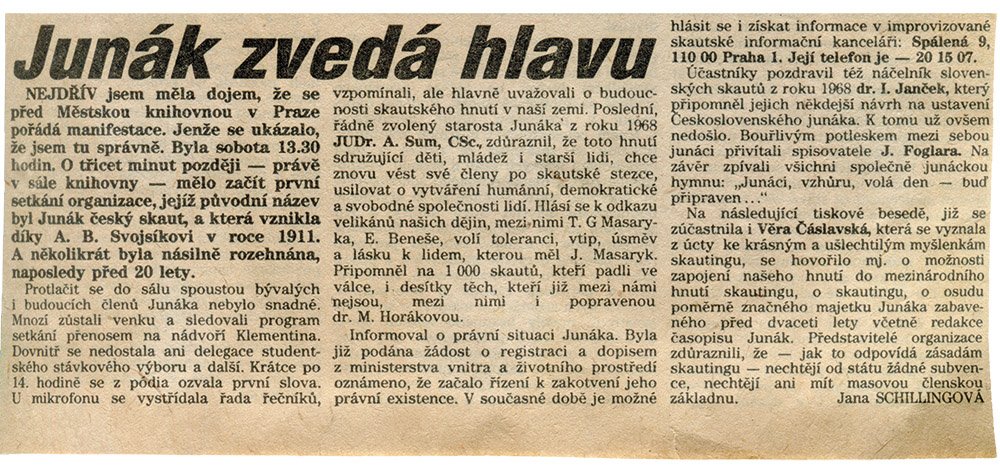 Junák zvedá hlavu
NEJDŘÍV jsem měla dojem, že se
před Městskou knihovnou v Praze
pořádá manifestace. Jenže se ukázalo,
že jsem tu správně. Byla sobota 13.30
hodin. O třicet minut později — právě
v sále knihovny — mělo začít první
setkání organizace, jejíž původní název
byl Junák český skaut, a která vznikla
díky A. B. Svojsíkovi v roce 1911.
A několikrát byla násilně rozehnána,
naposledy před 20 lety.
Protlačit se do sálu spoustou bývalých
i budoucích členů Junáka nebylo snadné.
Mnozí zůstali venku a sledovali program
setkání přenosem na nádvoří Klementina.
Dovnitř se nedostala ani delegace student-
ského stávkového výboru a další. Krátce po
14. hodině se z pódia ozvala první slova.
U mikrofonu se vystřídala řada řečníků,
vzpomínali, ale hlavně uvažovali o budouc-
nosti skautského hnutí v naší zemi. Poslední,
řádně zvolený starosta Junáka z roku 1968
JUDr. A. Sum, CSc., zdůraznil, že toto hnutí
sdružující děti, mládež i starší lidi, chce
znovu vést své členy po skautské stezce,
usilovat o vytváření humánní, demokratické
a svobodné společnosti lidí. Hlásí se k odkazu
velikánů našich dějin, mezi nimi T. G Masary-
ka, E. Beneše, volí toleranci, vtip, úsměv
a lásku k lidem, kterou měl J. Masaryk.
Připomněl na 1 000 skautů, kteří padli ve
válce, i desítky těch, kteří již mezi námi
nejsou, mezi nimi i popravenou
dr. M. Horákovou.
Informoval o právní situaci Junáka. Byla
již podána žádost o registraci a dopisem
z ministerstva vnitra a životního prostředí
oznámeno, že začalo řízení k zakotvení jeho
právní existence. V současné době je možné
hlásit se i získat informace v improvizované
skautské informační kanceláři: Spálená 9,
110 00 Praha 1. Její telefon je — 20 15 07.
Účastníky pozdravil též náčelník sloven-
ských skautů z roku 1968 dr. I. Janček, který
připomněl jejich někdejší návrh na ustavení
Československého junáka. K tomu už ovšem
nedošlo. Bouřlivým potleskem mezi sebou
junáci přivítali spisovatele J. Foglara. Na
závěr zpívali všichni společně junáckou
hymnu: „Junáci, vzhůru, volá den — buď
připraven...“
Na následující tiskové besedě, již se
zúčastnila i Věra Čáslavská, která se vyznala
z úcty ke krásným a ušlechtilým myšlenkám
skautingu, se hovořilo mj. o možnosti
zapojení našeho hnutí do mezinárodního
hnutí skautingu, o skautingu, o osudu
poměrně značného majetku Junáka zabave-
ného před dvaceti lety včetně redakce
časopisu Junák. Představitelé organizace
zdůraznili, že — jak to odpovídá zásadám
skautingu — nechtějí od státu žádné subven-
ce, nechtějí ani mít masovou členskou
základnu. Jana SCHILLINGOVÁ